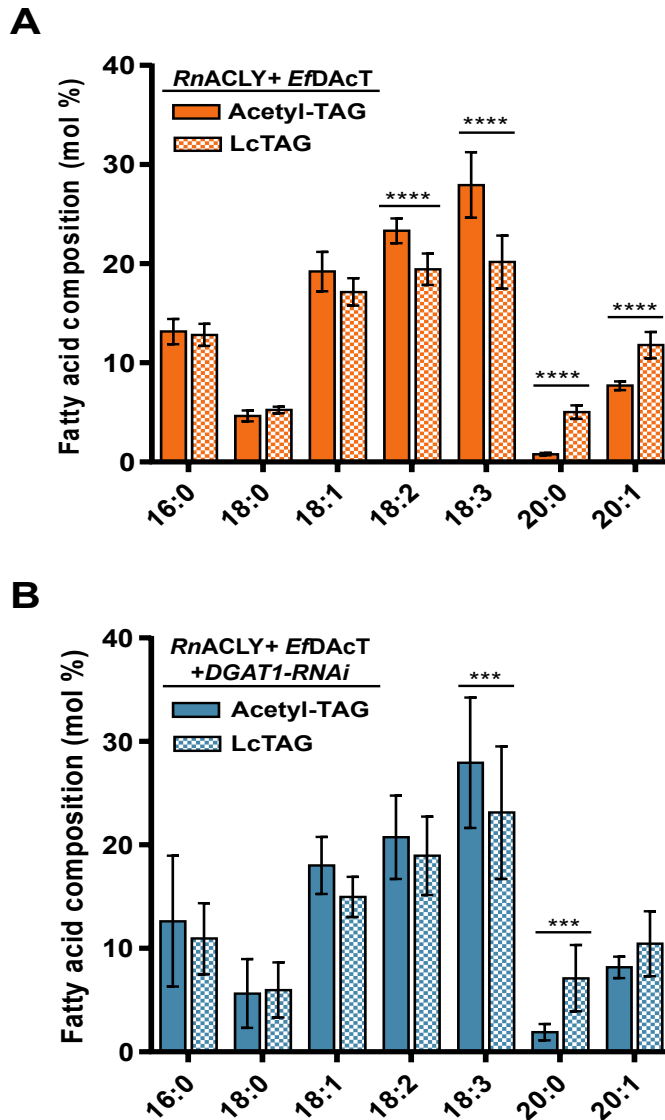 A
Fatty acid composition (mol %)
40
30
20
10
0
RnACLY+ EfDAcT
Acetyl-TAG
LcTAG
****
****
****
****
16:0
18:0
18:1
18:2
18:3
20:0
20:1
B
Fatty acid composition (mol %)
40
30
20
10
0
RnACLY+ EfDAcT
+DGAT1-RNAi
Acetyl-TAG
LcTAG
***
***
16:0
18:0
18:1
18:2
18:3
20:0
20:1